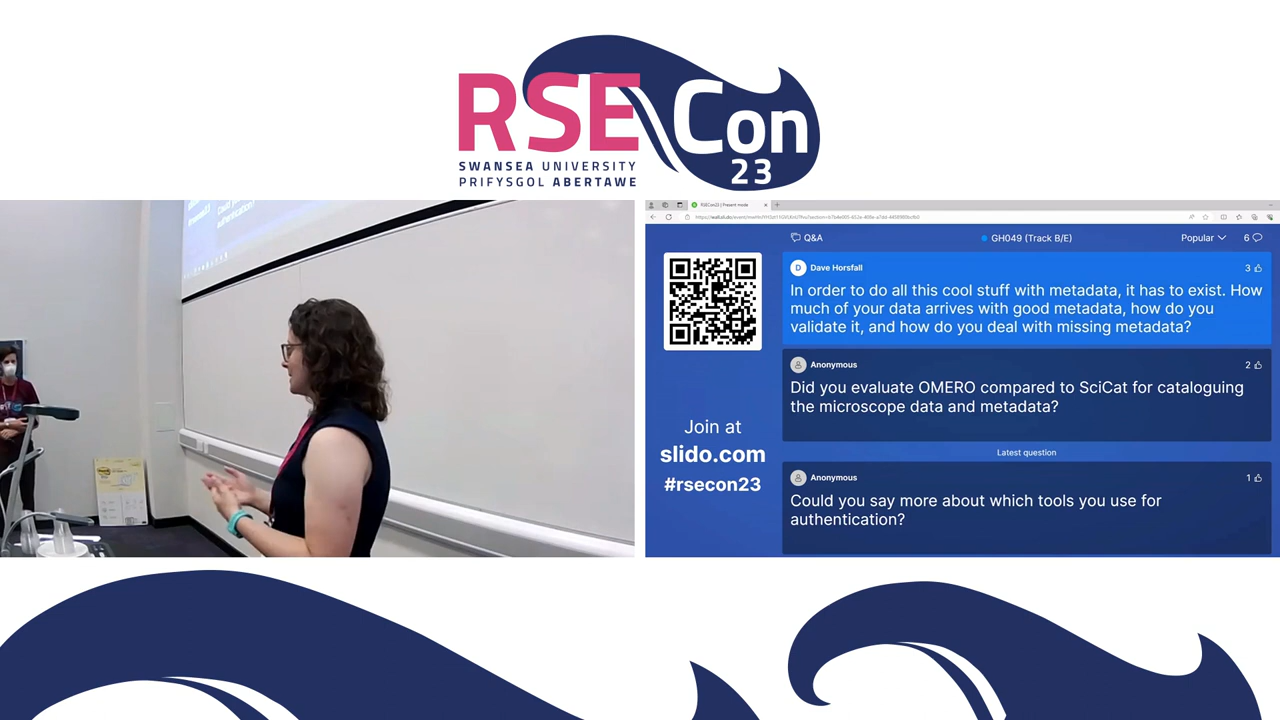 RSE Con
23
SWANSEA UNIVERSITY
PRIFYSGOL ABERTAWE
RSECon23 | Present mode
Q&A
GH049 (Track B/E)
Popular
6
Join at
slido.com
#rsecon23
D Dave Horsfall
3
In order to do all this cool stuff with metadata, it has to exist. How
much of your data arrives with good metadata, how do you
validate it, and how do you deal with missing metadata?
Anonymous
2
Did you evaluate OMERO compared to SciCat for cataloguing
the microscope data and metadata?
Latest question
Anonymous
1
Could you say more about which tools you use for
authentication?